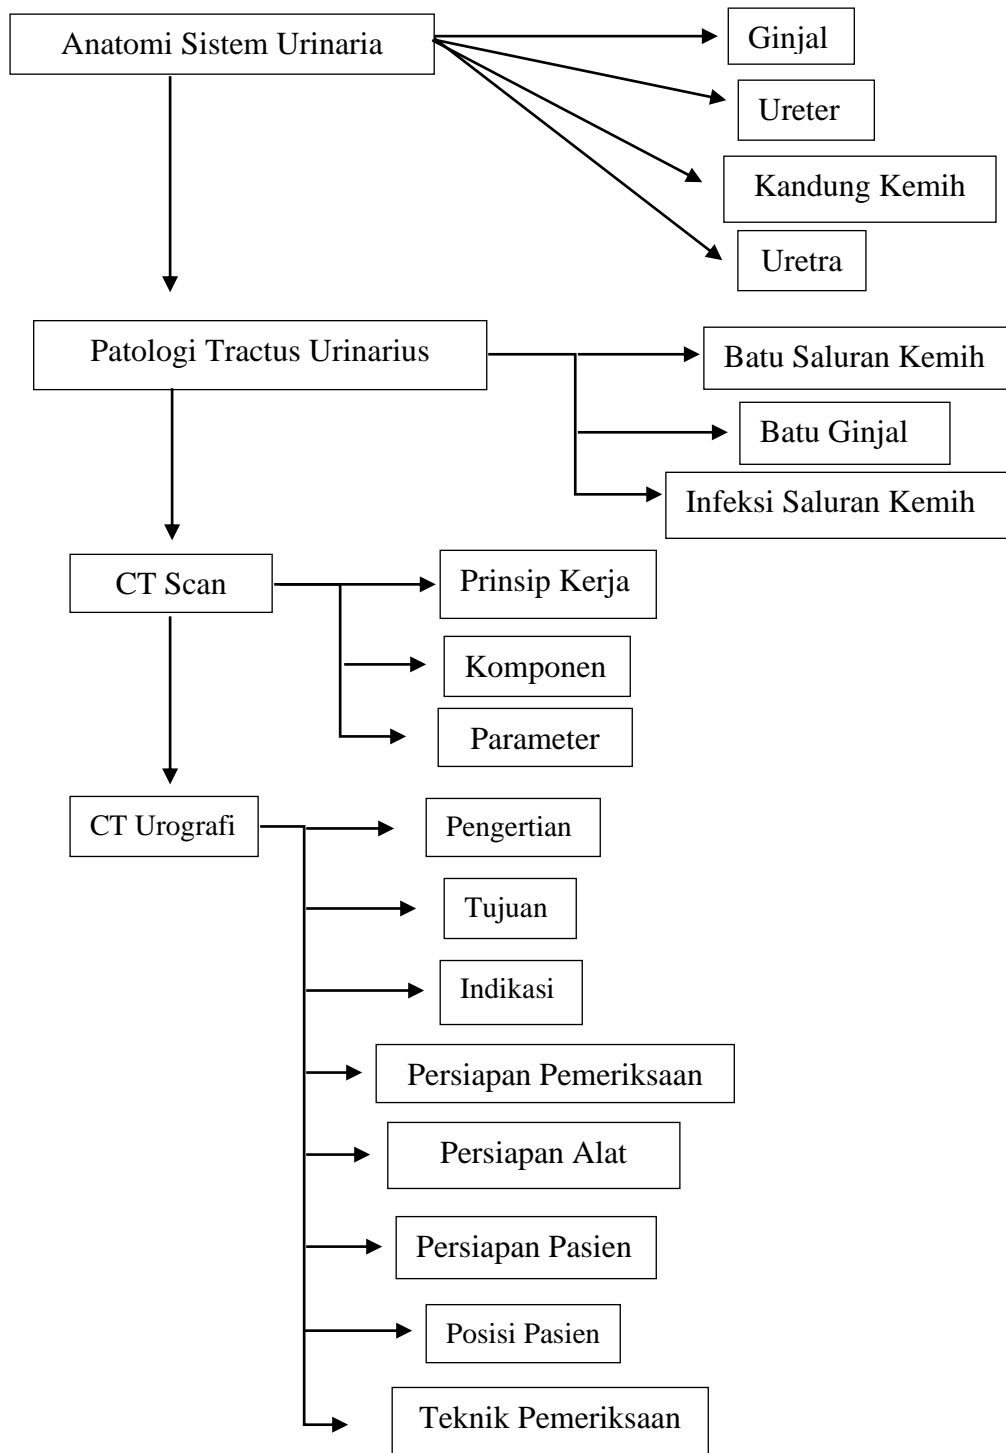 Anatomi Sistem Urinaria
Ginjal
Ureter
Kandung Kemih
Uretra
Patologi Tractus Urinarius
Batu Saluran Kemih
Batu Ginjal
Infeksi Saluran Kemih
CT Scan
Prinsip Kerja
Komponen
Parameter
CT Urografi
Pengertian
Tujuan
Indikasi
Persiapan Pemeriksaan
Persiapan Alat
Persiapan Pasien
Posisi Pasien
Teknik Pemeriksaan